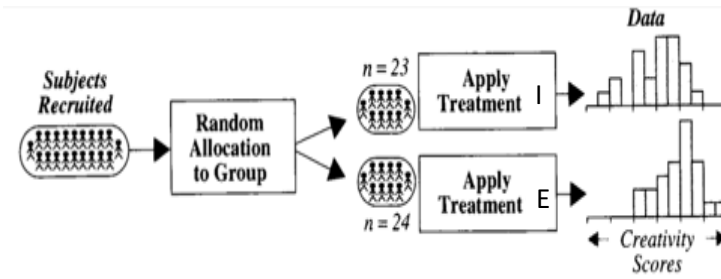 Subjects
Recruited
Random
Allocation
to Group
n = 23
Apply
Treatment I
Data
n = 24
Apply
Treatment E
Creativity
Scores